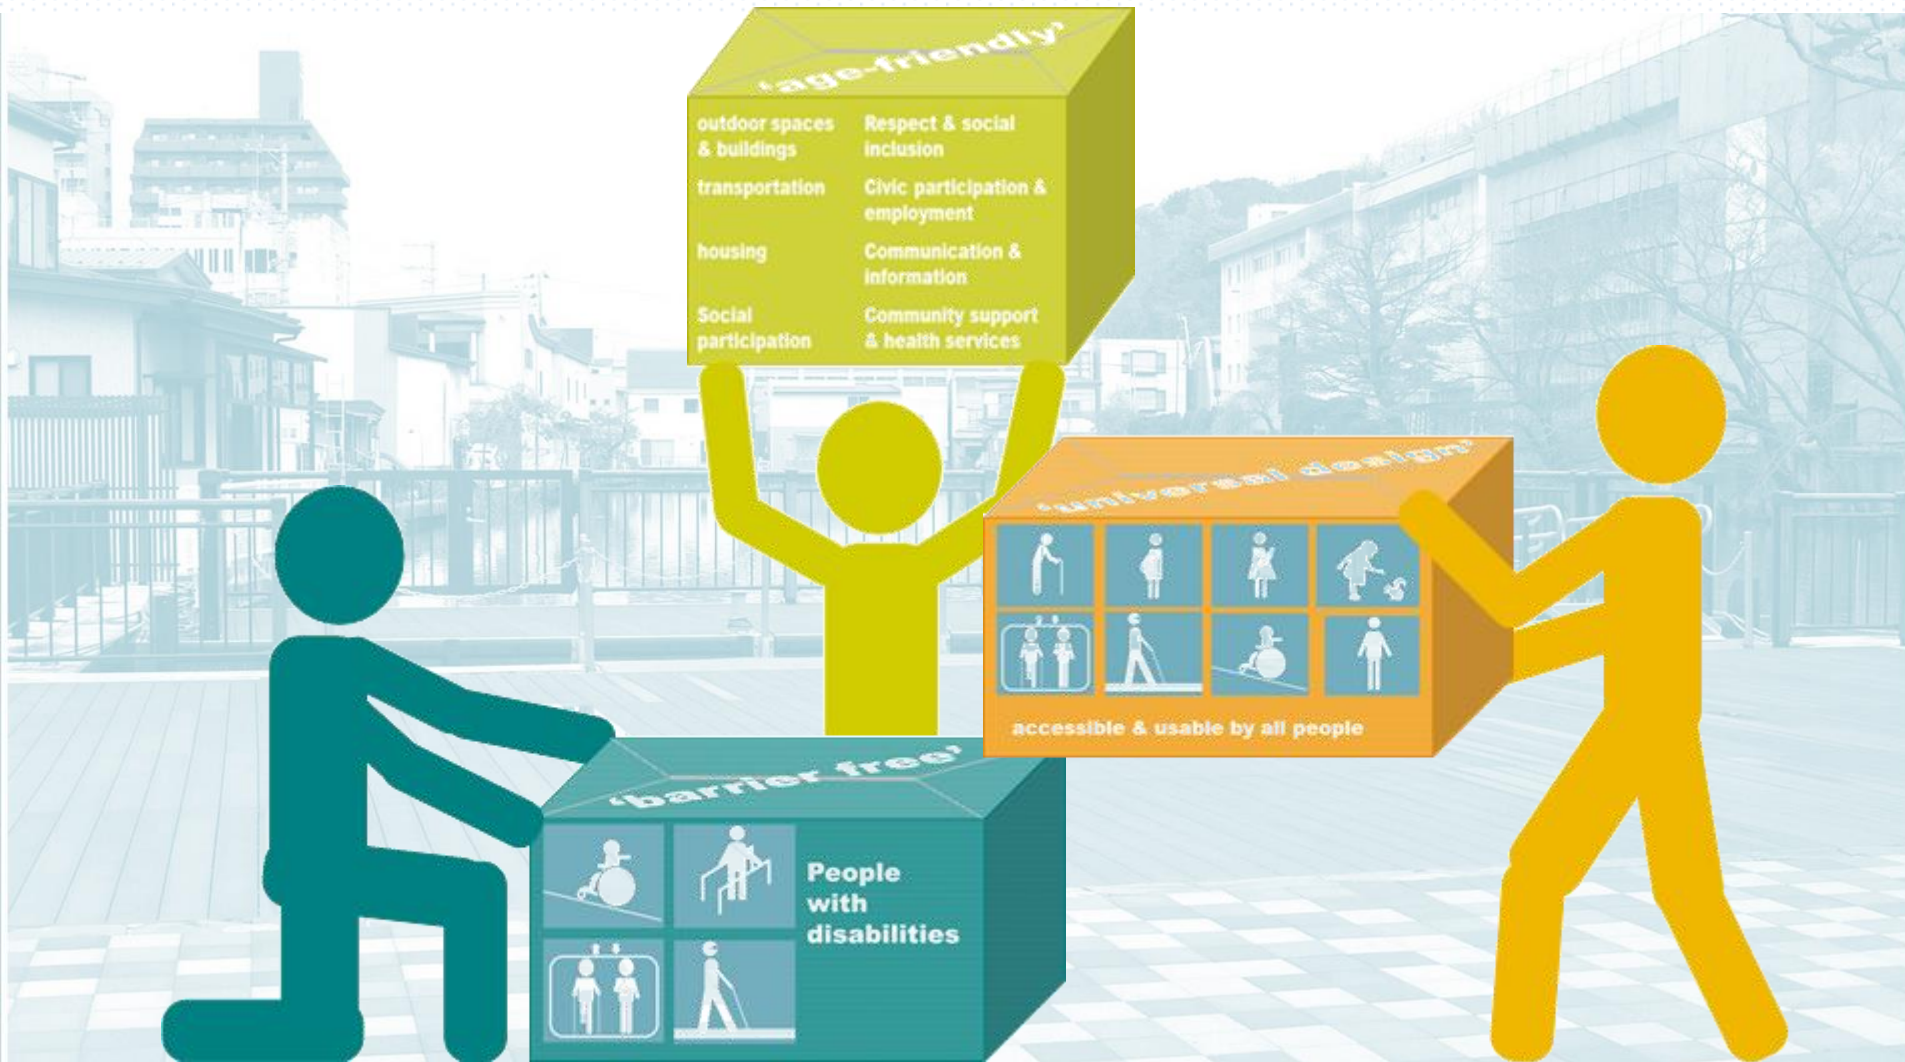 ‘age-friendly’
outdoor spaces
& buildings
transportation
housing
Social
participation
Respect & social
inclusion
Civic participation &
employment
Communication &
information
Community support
& health services
‘universal design’
accessible & usable by all people
‘barrier free’
People
with
disabilities